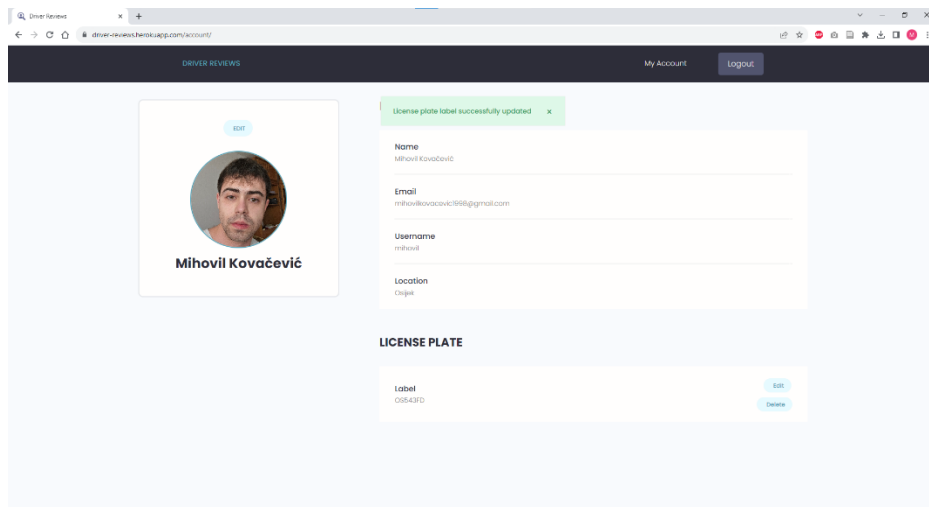 Driver Reviews
driver-reviews.herokuapp.com/account/
DRIVER REVIEWS
My Account
Logout
License plate label successfully updated x
EDIT
Mihovil Kovačević
Name
Mihovil Kovačević
Email
mihovilkovacevic1998@gmail.com
Username
mihovil
Location
Osijek
LICENSE PLATE
Label
OS543FD
Edit
Delete